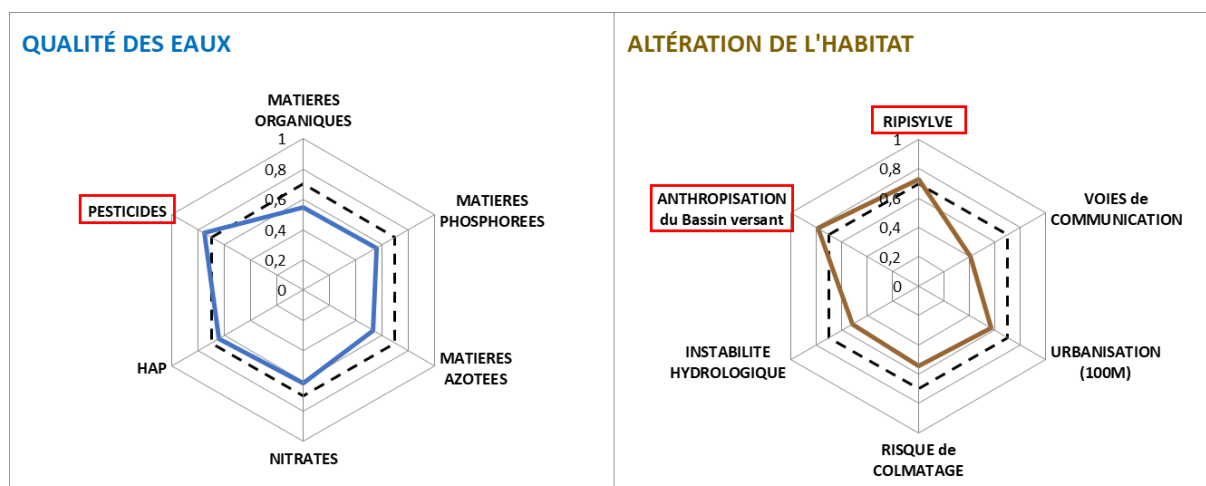 QUALITÉ DES EAUX
MATIERES
ORGANIQUES
1
0,8
0,6
0,4
0,2
0
PESTICIDES
MATIERES
PHOSPHOREES
HAP
MATIERES
AZOTEES
NITRATES
ALTÉRATION DE L'HABITAT
RIPISYLVE
1
0,8
0,6
0,4
0,2
0
ANTHROPISATION
du Bassin versant
VOIES de
COMMUNICATION
INSTABILITE
HYDROLOGIQUE
URBANISATION
(100M)
RISQUE de
COLMATAGE